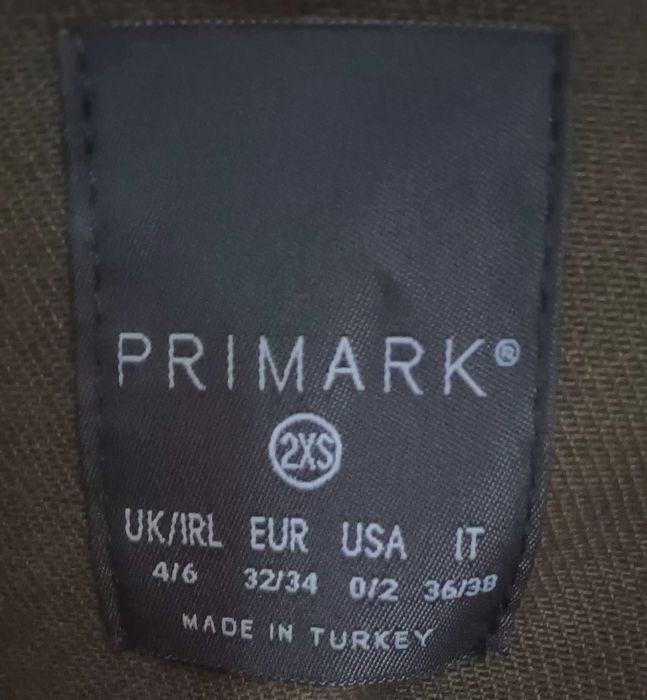 PRIMARK®
2XS
UK/IRL EUR USA IT
4/6 32/34 0/2 36/38
MADE IN TURKEY